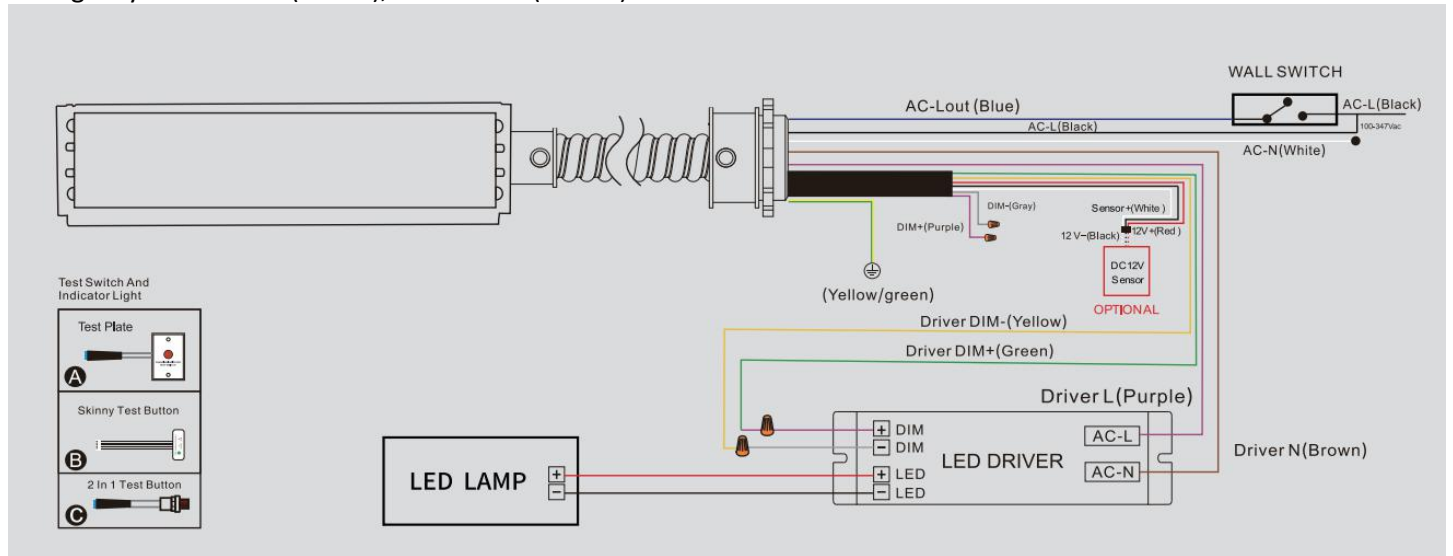 WALL SWITCH
AC-Lout (Blue)
AC-L(Black)
AC-L(Black)
100-347Vac
AC-N(White)
DIM-(Gray)
Sensor+(White )
DIM+(Purple)
12 V-(Black)
12V+(Red )
DC12V
Sensor
OPTIONAL
(Yellow/green)
Test Switch And
Indicator Light
Test Plate
A
Skinny Test Button
B
2 In 1 Test Button
C
Driver DIM-(Yellow)
Driver DIM+(Green)
Driver L(Purple)
Driver N(Brown)
LED LAMP
+
-
+ DIM
- DIM
+ LED
- LED
LED DRIVER
AC-L
AC-N